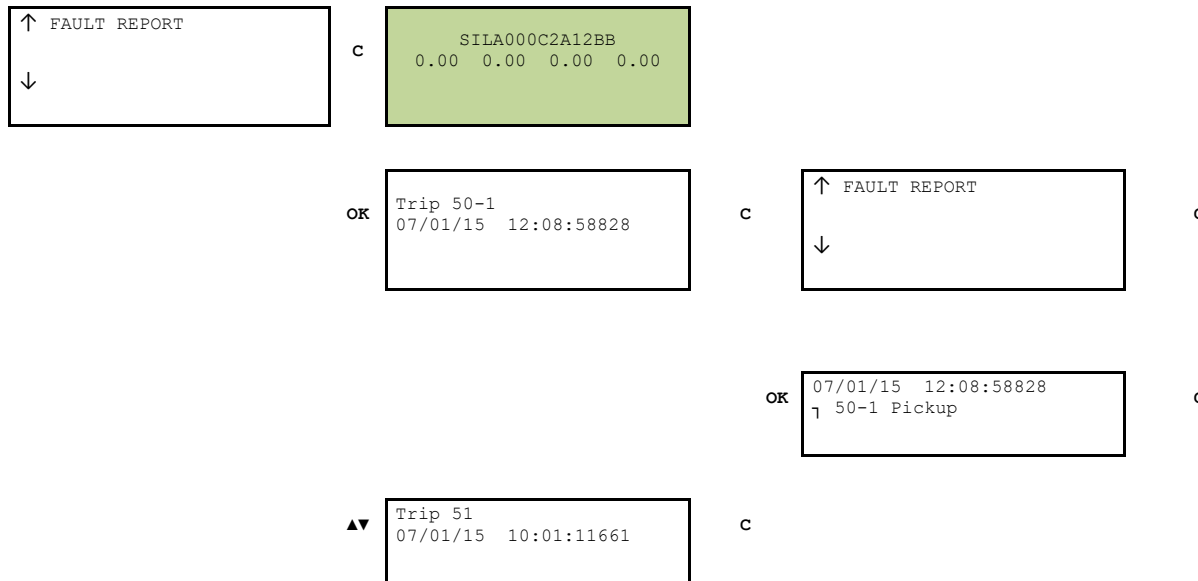 ↑ FAULT REPORT
↓
C
SILA000C2A12BB
0.00 0.00 0.00 0.00
OK
Trip 50-1
07/01/15 12:08:58828
C
↑ FAULT REPORT
↓
OK
07/01/15 12:08:58828
┐ 50-1 Pickup
▲▼
Trip 51
07/01/15 10:01:11661
C